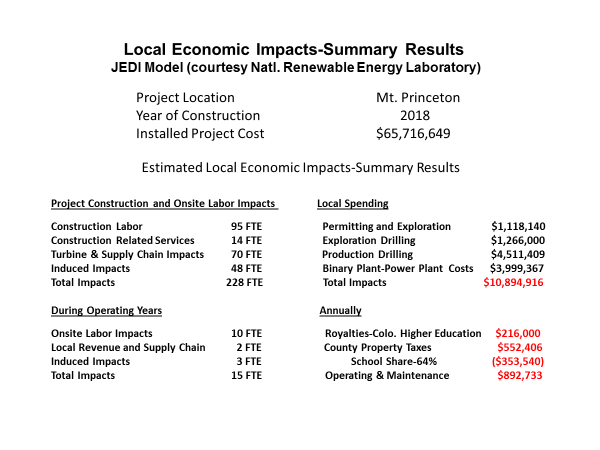 Local Economic Impacts-Summary Results
JEDI Model (courtesy Natl. Renewable Energy Laboratory)
Project Location Mt. Princeton
Year of Construction 2018
Installed Project Cost $65,716,649
Estimated Local Economic Impacts-Summary Results
Project Construction and Onsite Labor Impacts Local Spending
Construction Labor 95 FTE Permitting and Exploration $1,118,140
Construction Related Services 14 FTE Exploration Drilling $1,266,000
Turbine & Supply Chain Impacts 70 FTE Production Drilling $4,511,409
Induced Impacts 48 FTE Binary Plant-Power Plant Costs $3,999,367
Total Impacts 228 FTE Total Impacts $10,894,916
During Operating Years Annually
Onsite Labor Impacts 10 FTE Royalties-Colo. Higher Education $216,000
Local Revenue and Supply Chain 2 FTE County Property Taxes $552,406
Induced Impacts 3 FTE School Share-64% ($353,540)
Total Impacts 15 FTE Operating & Maintenance $892,733